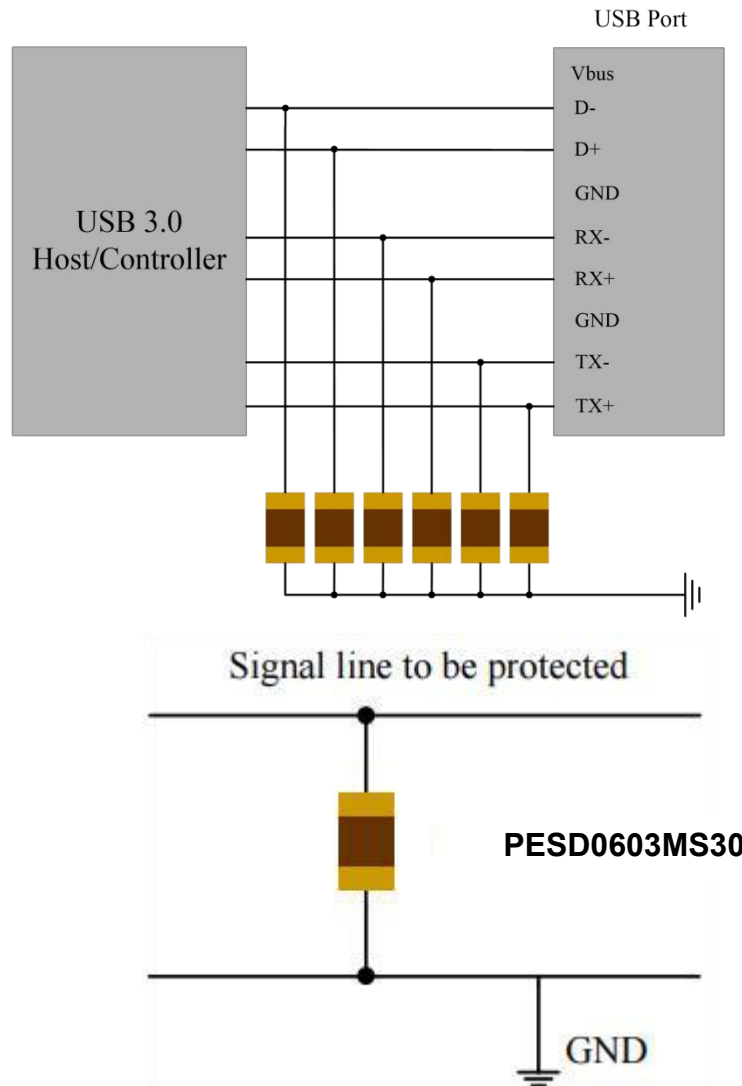 USB Port
USB 3.0
Host/Controller
Vbus
D-
D+
GND
RX-
RX+
GND
TX-
TX+
Signal line to be protected
PESD0603MS30
GND